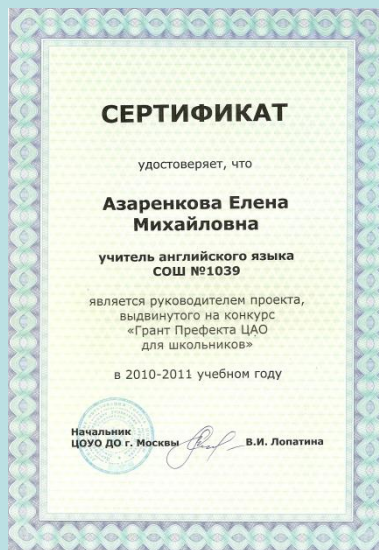 СЕРТИФИКАТ
удостоверяет, что
Азаренкова Елена
Михайловна
учитель английского языка
СОШ №1039
является руководителем проекта,
выдвинутого на конкурс
«Грант Префекта ЦАО
для школьников»
в 2010-2011 учебном году
Начальник
ЦОУО ДО г. Москвы В.И. Лопатина